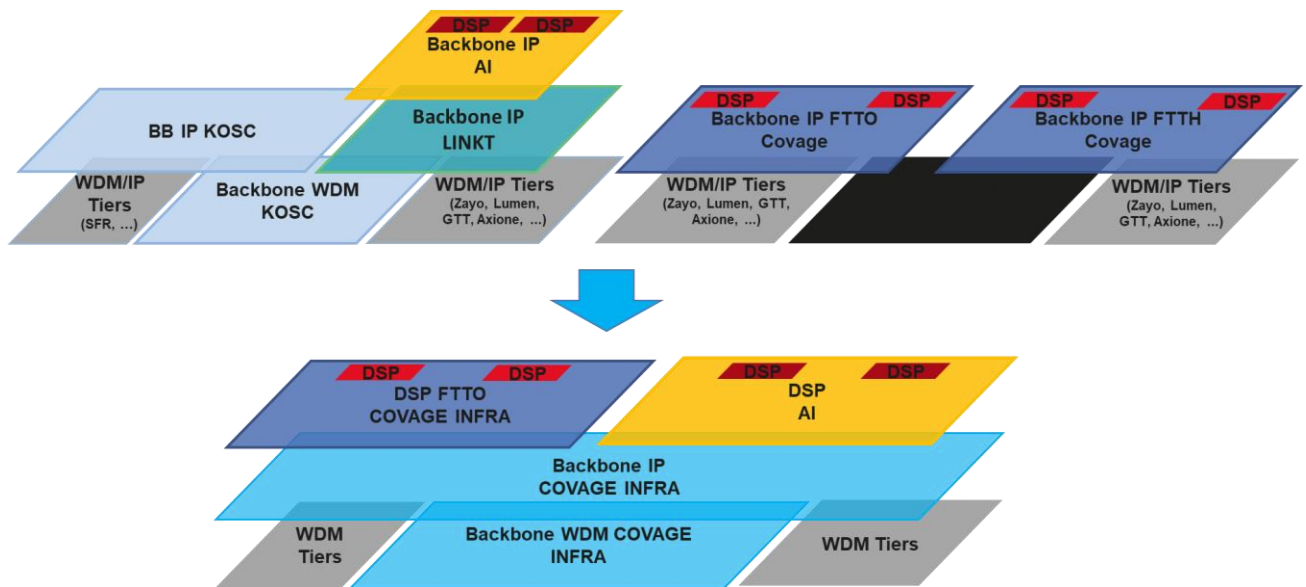 DSP DSP
Backbone IP
AI
BB IP KOSC
Backbone IP
LINKT
DSP DSP
Backbone IP FTTO
Covage
DSP DSP
Backbone IP FTTH
Covage
WDM/IP
Tiers
(SFR, ...)
Backbone WDM
KOSC
WDM/IP Tiers
(Zayo, Lumen,
GTT, Axione, ...)
WDM/IP Tiers
(Zayo, Lumen, GTT,
Axione, ...)
WDM/IP Tiers
(Zayo, Lumen,
GTT, Axione, ...)
DSP DSP
DSP FTTO
COVAGE INFRA
DSP DSP
DSP
AI
Backbone IP
COVAGE INFRA
WDM
Tiers
Backbone WDM COVAGE
INFRA
WDM Tiers